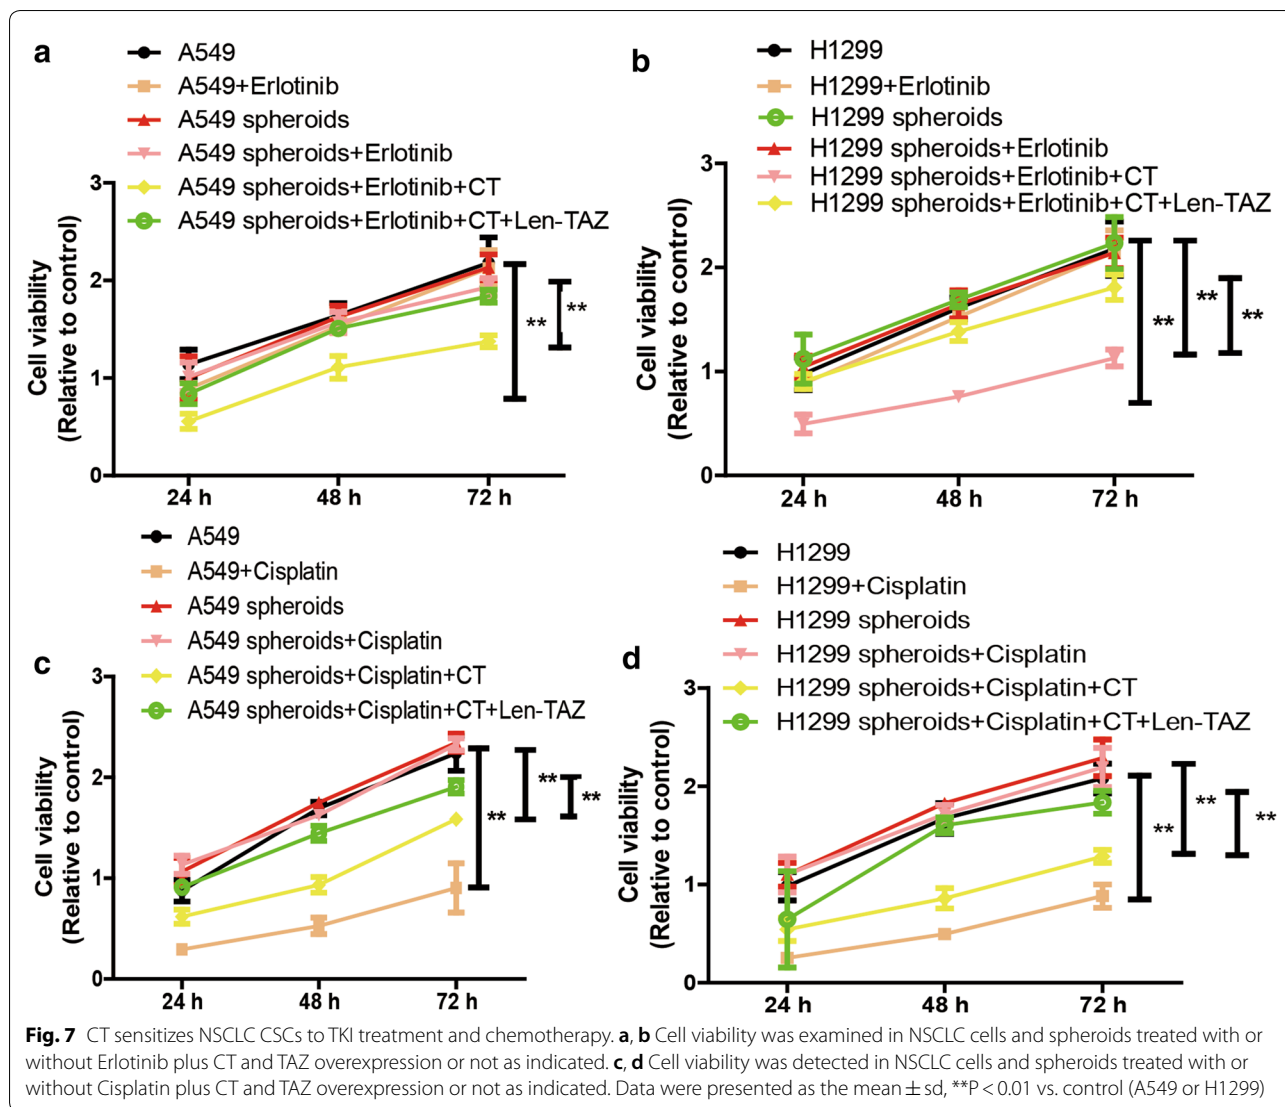 a
A549
A549+Erlotinib
A549 spheroids
A549 spheroids+Erlotinib
A549 spheroids+Erlotinib+CT
A549 spheroids+Erlotinib+CT+Len-TAZ
Cell viability
(Relative to control)
3
2
1
0
24 h
48 h
72 h
**
**
b
H1299
H1299+Erlotinib
H1299 spheroids
H1299 spheroids+Erlotinib
H1299 spheroids+Erlotinib+CT
H1299 spheroids+Erlotinib+CT+Len-TAZ
Cell viability
(Relative to control)
3
2
1
0
24 h
48 h
72 h
**
**
**
c
A549
A549+Cisplatin
A549 spheroids
A549 spheroids+Cisplatin
A549 spheroids+Cisplatin+CT
A549 spheroids+Cisplatin+CT+Len-TAZ
Cell viability
(Relative to control)
3
2
1
0
24 h
48 h
72 h
**
**
**
d
H1299
H1299+Cisplatin
H1299 spheroids
H1299 spheroids+Cisplatin
H1299 spheroids+Cisplatin+CT
H1299 spheroids+Cisplatin+CT+Len-TAZ
Cell viability
(Relative to control)
3
2
1
0
24 h
48 h
72 h
**
**
**
Fig. 7 CT sensitizes NSCLC CSCs to TKI treatment and chemotherapy. a, b Cell viability was examined in NSCLC cells and spheroids treated with or
without Erlotinib plus CT and TAZ overexpression or not as indicated. c, d Cell viability was detected in NSCLC cells and spheroids treated with or
without Cisplatin plus CT and TAZ overexpression or not as indicated. Data were presented as the mean ± sd, **P < 0.01 vs. control (A549 or H1299)